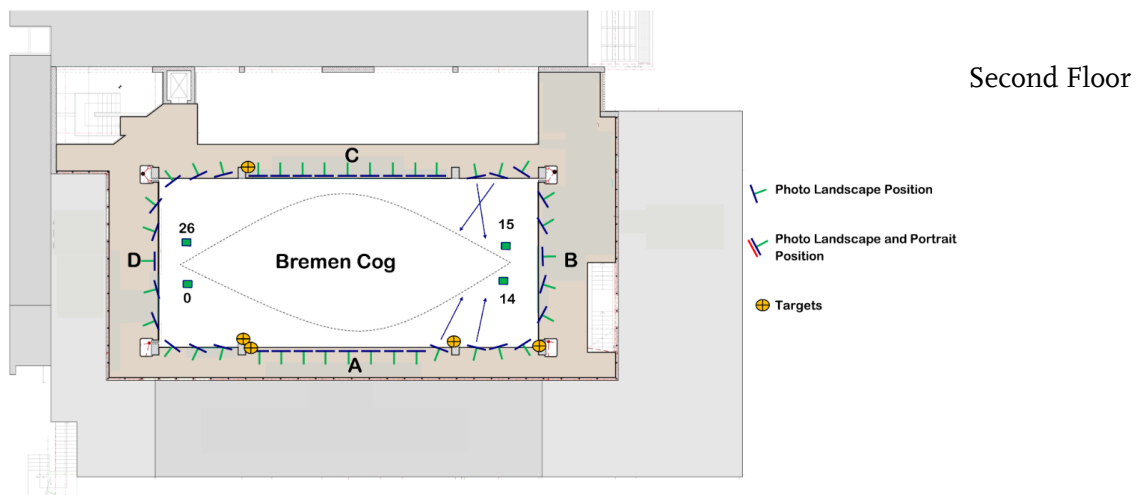 Second Floor
C
Photo Landscape Position
26
15
Photo Landscape and Portrait
Position
D
Bremen Cog
B
0
14
Targets
A